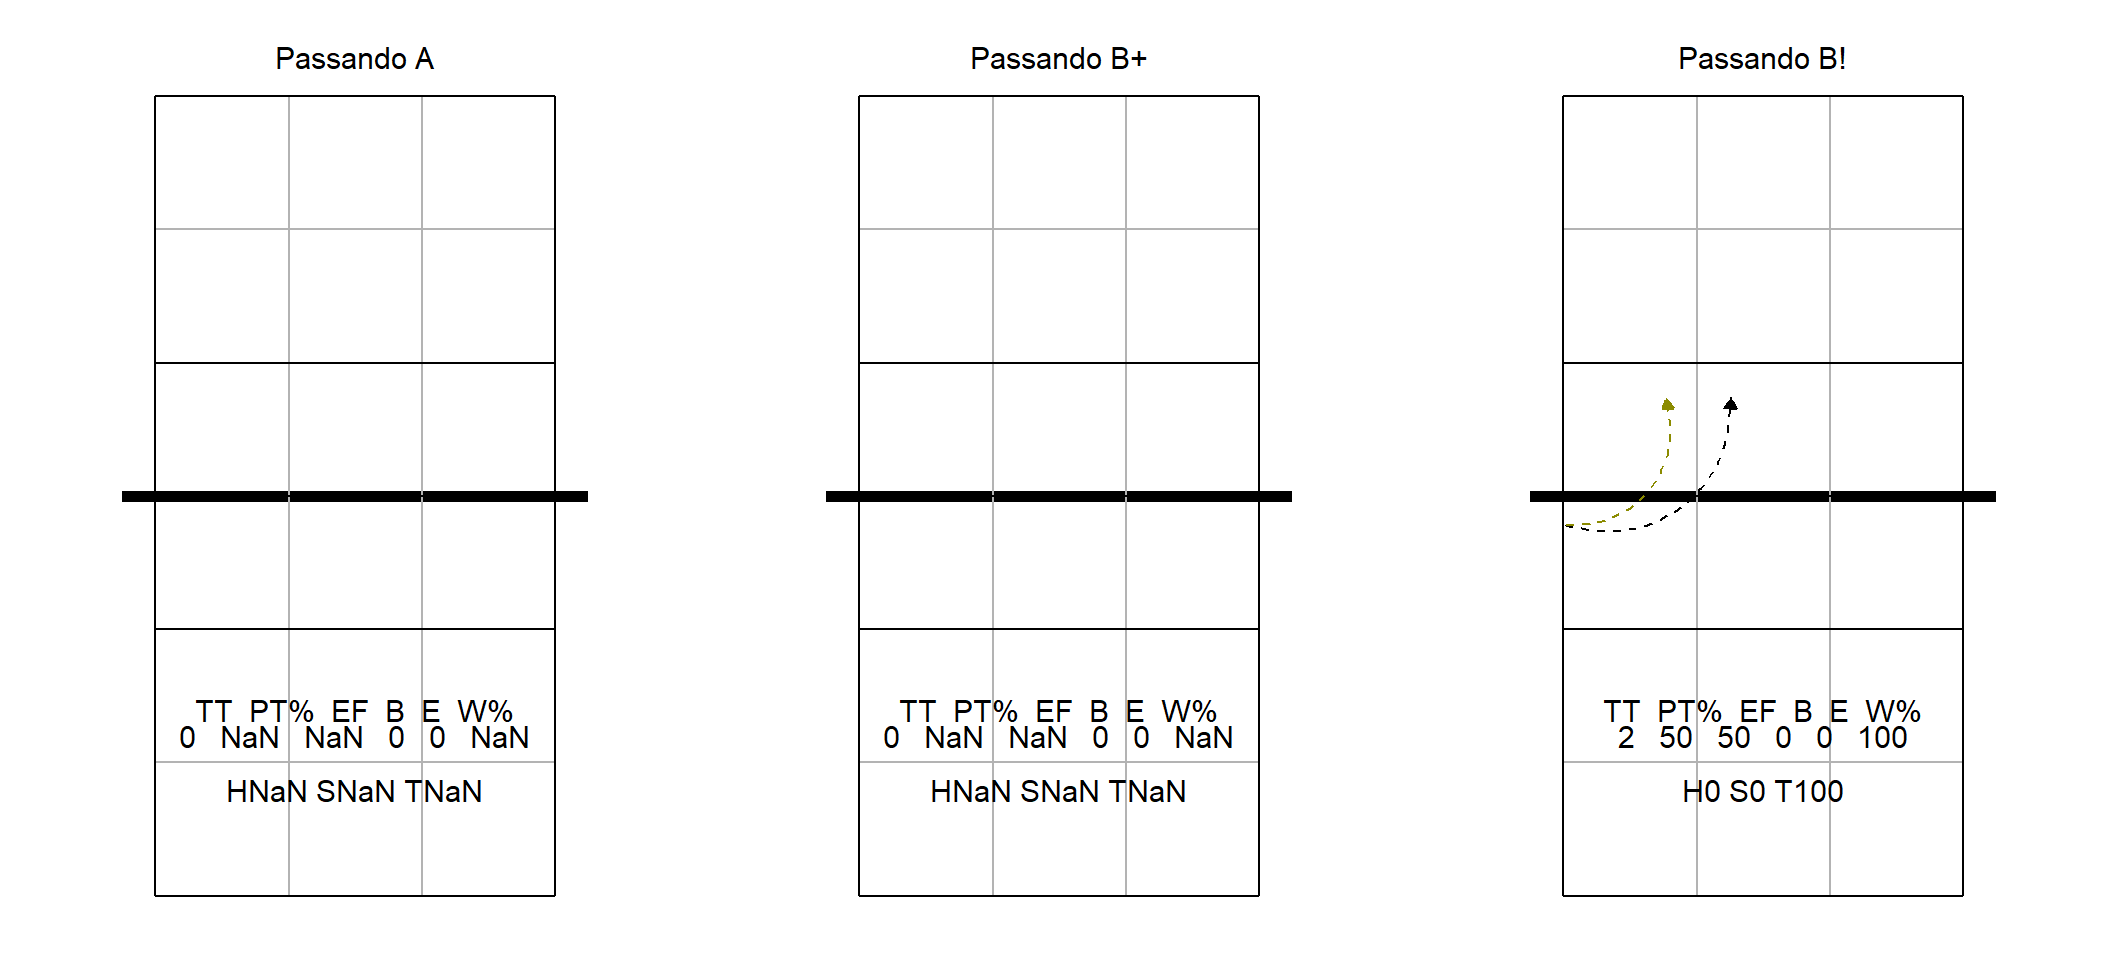 Passando A
TT PT% EF B E W%
0 NaN NaN 0 0 NaN
HNaN SNaN TNaN
Passando B+
TT PT% EF B E W%
0 NaN NaN 0 0 NaN
HNaN SNaN TNaN
Passando B!
TT PT% EF B E W%
2 50 50 0 0 100
H0 S0 T100